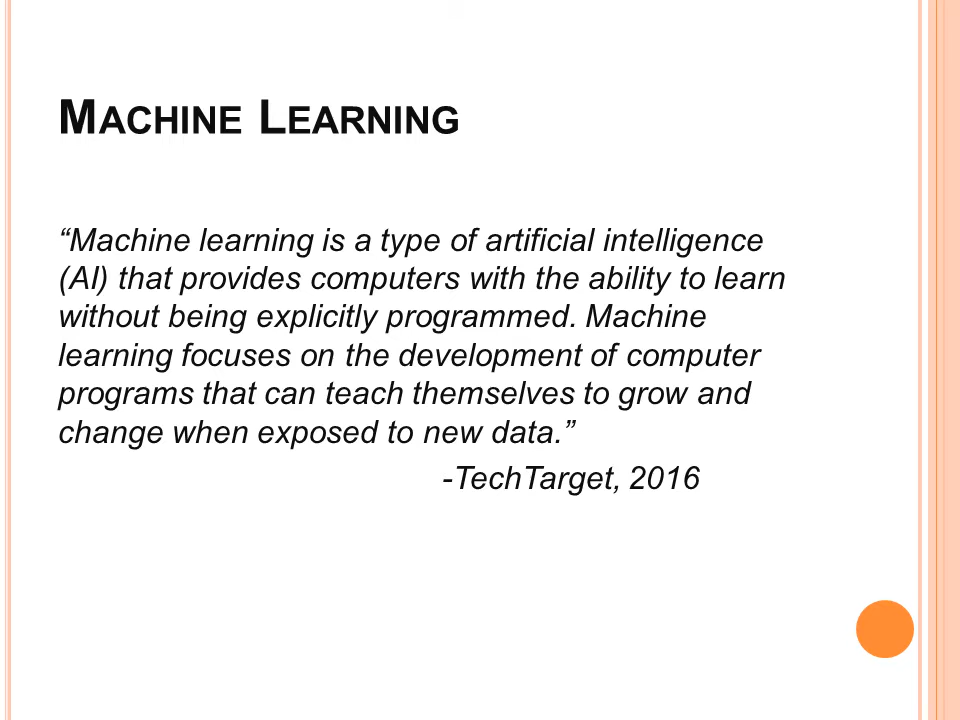 MACHINE LEARNING
“Machine learning is a type of artificial intelligence
(AI) that provides computers with the ability to learn
without being explicitly programmed. Machine
learning focuses on the development of computer
programs that can teach themselves to grow and
change when exposed to new data.”
-TechTarget, 2016